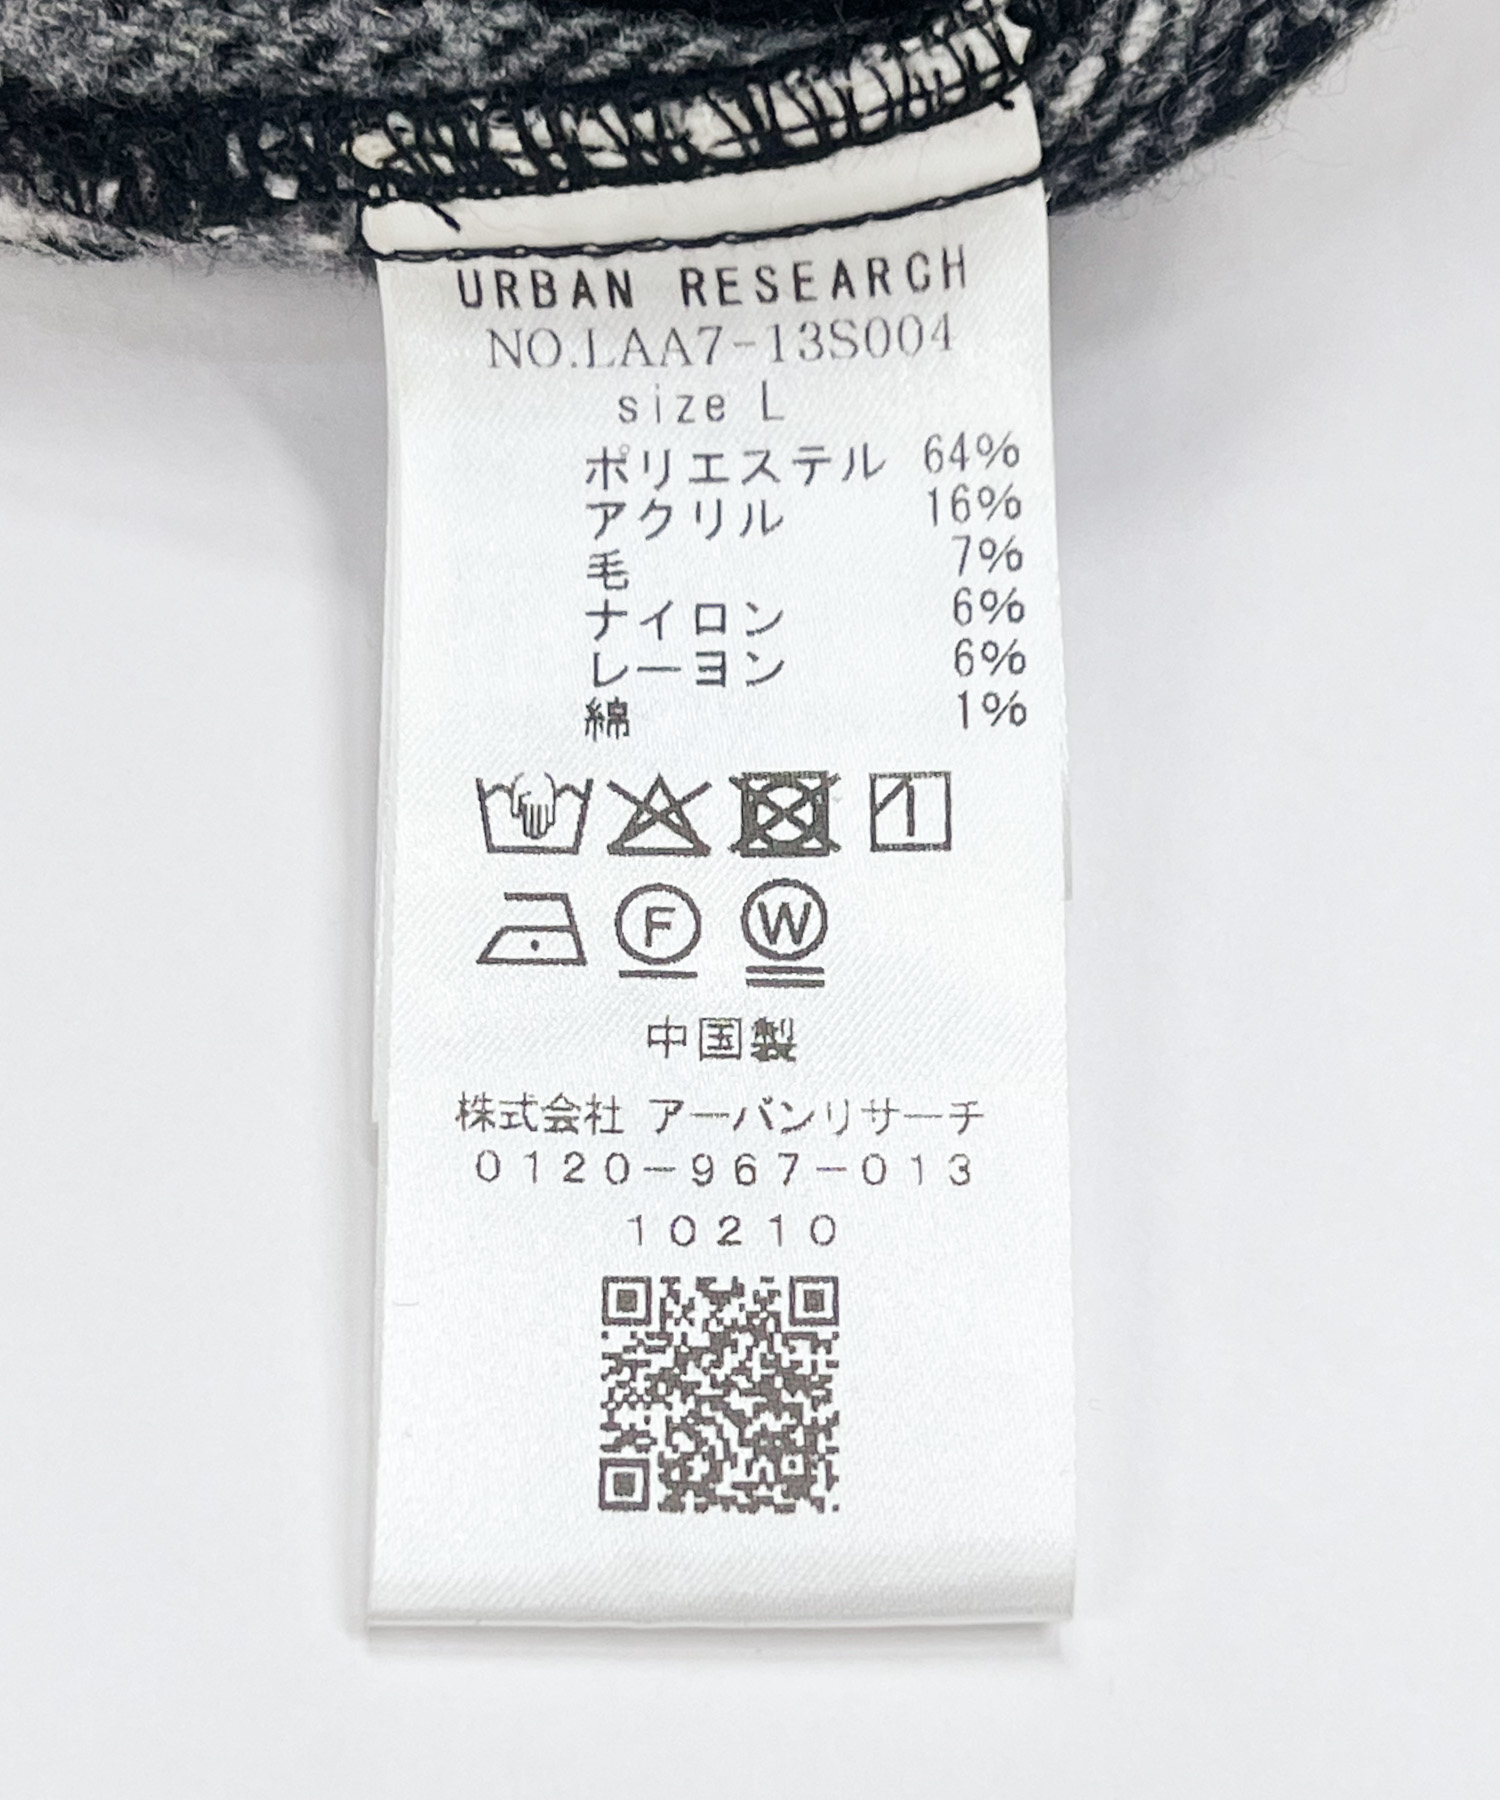 URBAN RESEARCH
NO.LAA7-13S004
size L
ポリエステル 64%
アクリル 16%
毛 7%
ナイロン 6%
レーヨン 6%
綿 1%
F W
中国製
株式会社 アーバンリサーチ
0120-967-013
10210